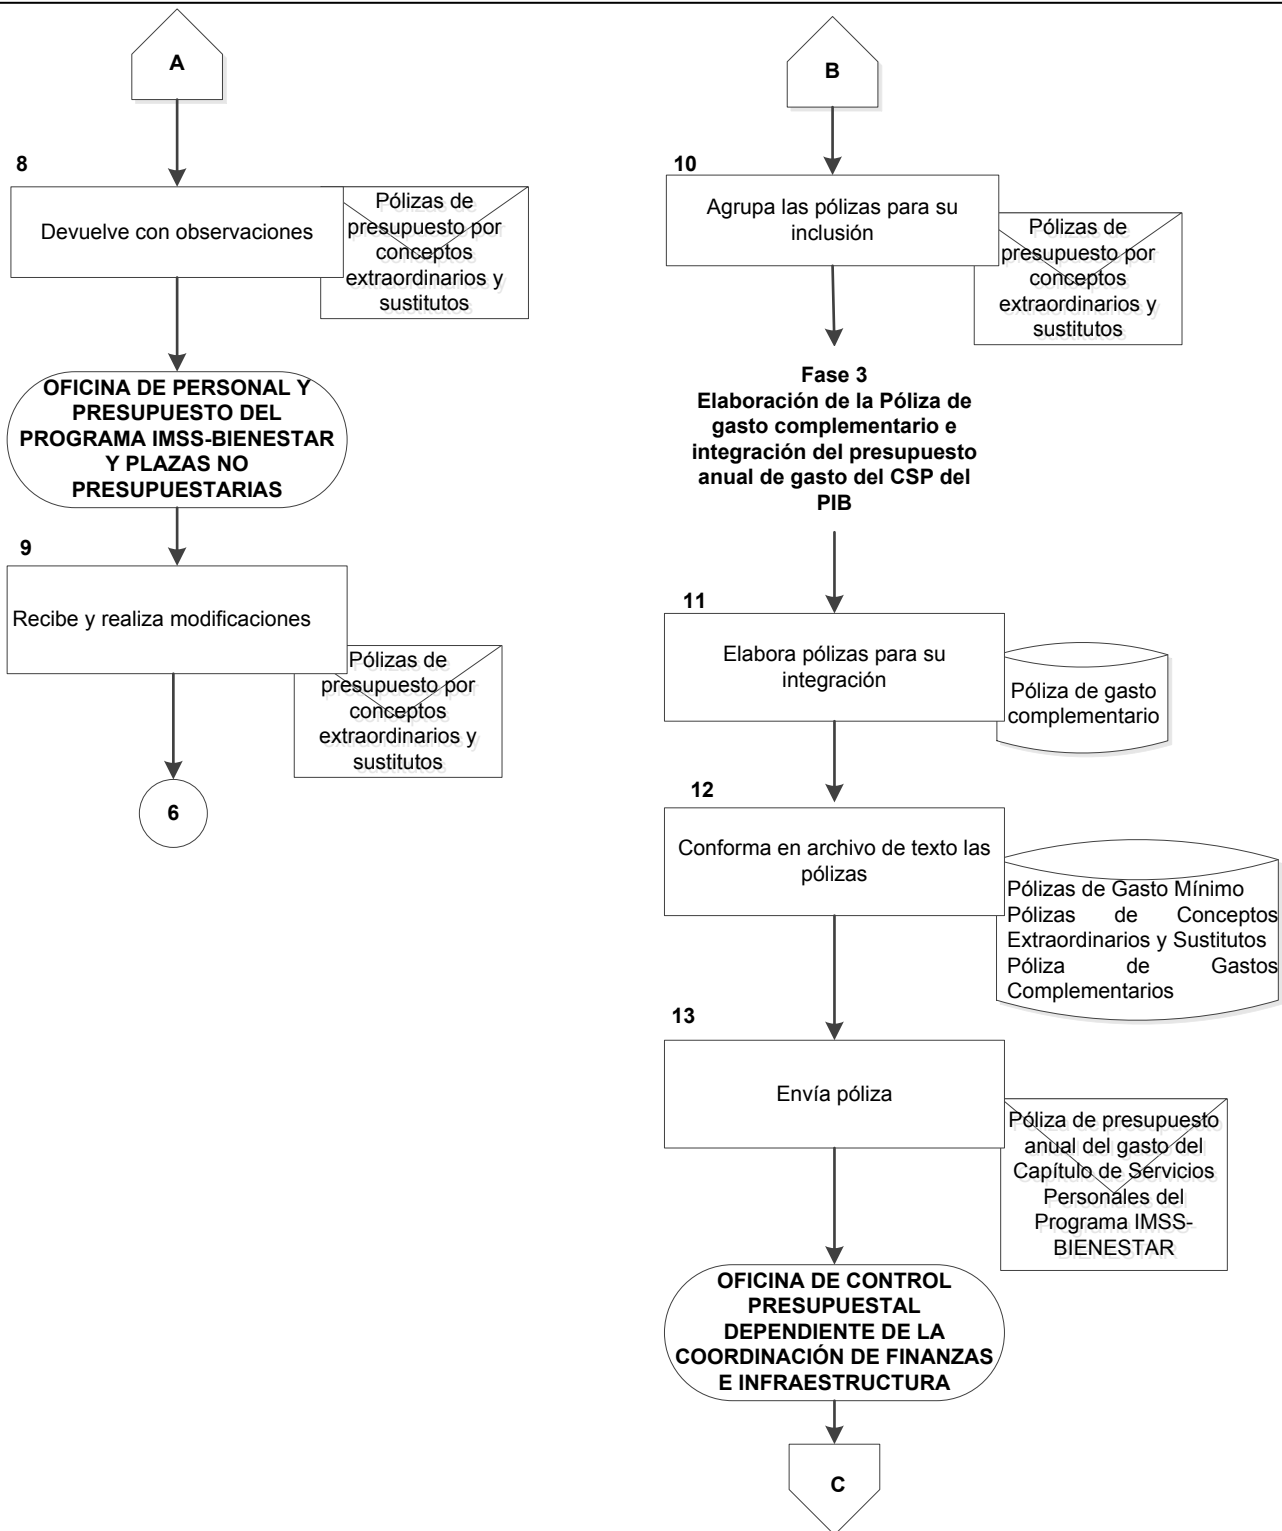 A
8
Devuelve con observaciones
Pólizas de
presupuesto por
conceptos
extraordinarios y
sustitutos
OFICINA DE PERSONAL Y
PRESUPUESTO DEL
PROGRAMA IMSS-BIENESTAR
Y PLAZAS NO
PRESUPUESTARIAS
9
Recibe y realiza modificaciones
Pólizas de
presupuesto por
conceptos
extraordinarios y
sustitutos
6
B
10
Agrupa las pólizas para su
inclusión
Pólizas de
presupuesto por
conceptos
extraordinarios y
sustitutos
Fase 3
Elaboración de la Póliza de
gasto complementario e
integración del presupuesto
anual de gasto del CSP del
PIB
11
Elabora pólizas para su
integración
Póliza de gasto
complementario
12
Conforma en archivo de texto las
pólizas
Pólizas de Gasto Mínimo
Pólizas de Conceptos
Extraordinarios y Sustitutos
Póliza de Gastos
Complementarios
13
Envía póliza
Póliza de presupuesto
anual del gasto del
Capítulo de Servicios
Personales del
Programa IMSS-
BIENESTAR
OFICINA DE CONTROL
PRESUPUESTAL
DEPENDIENTE DE LA
COORDINACIÓN DE FINANZAS
E INFRAESTRUCTURA
C